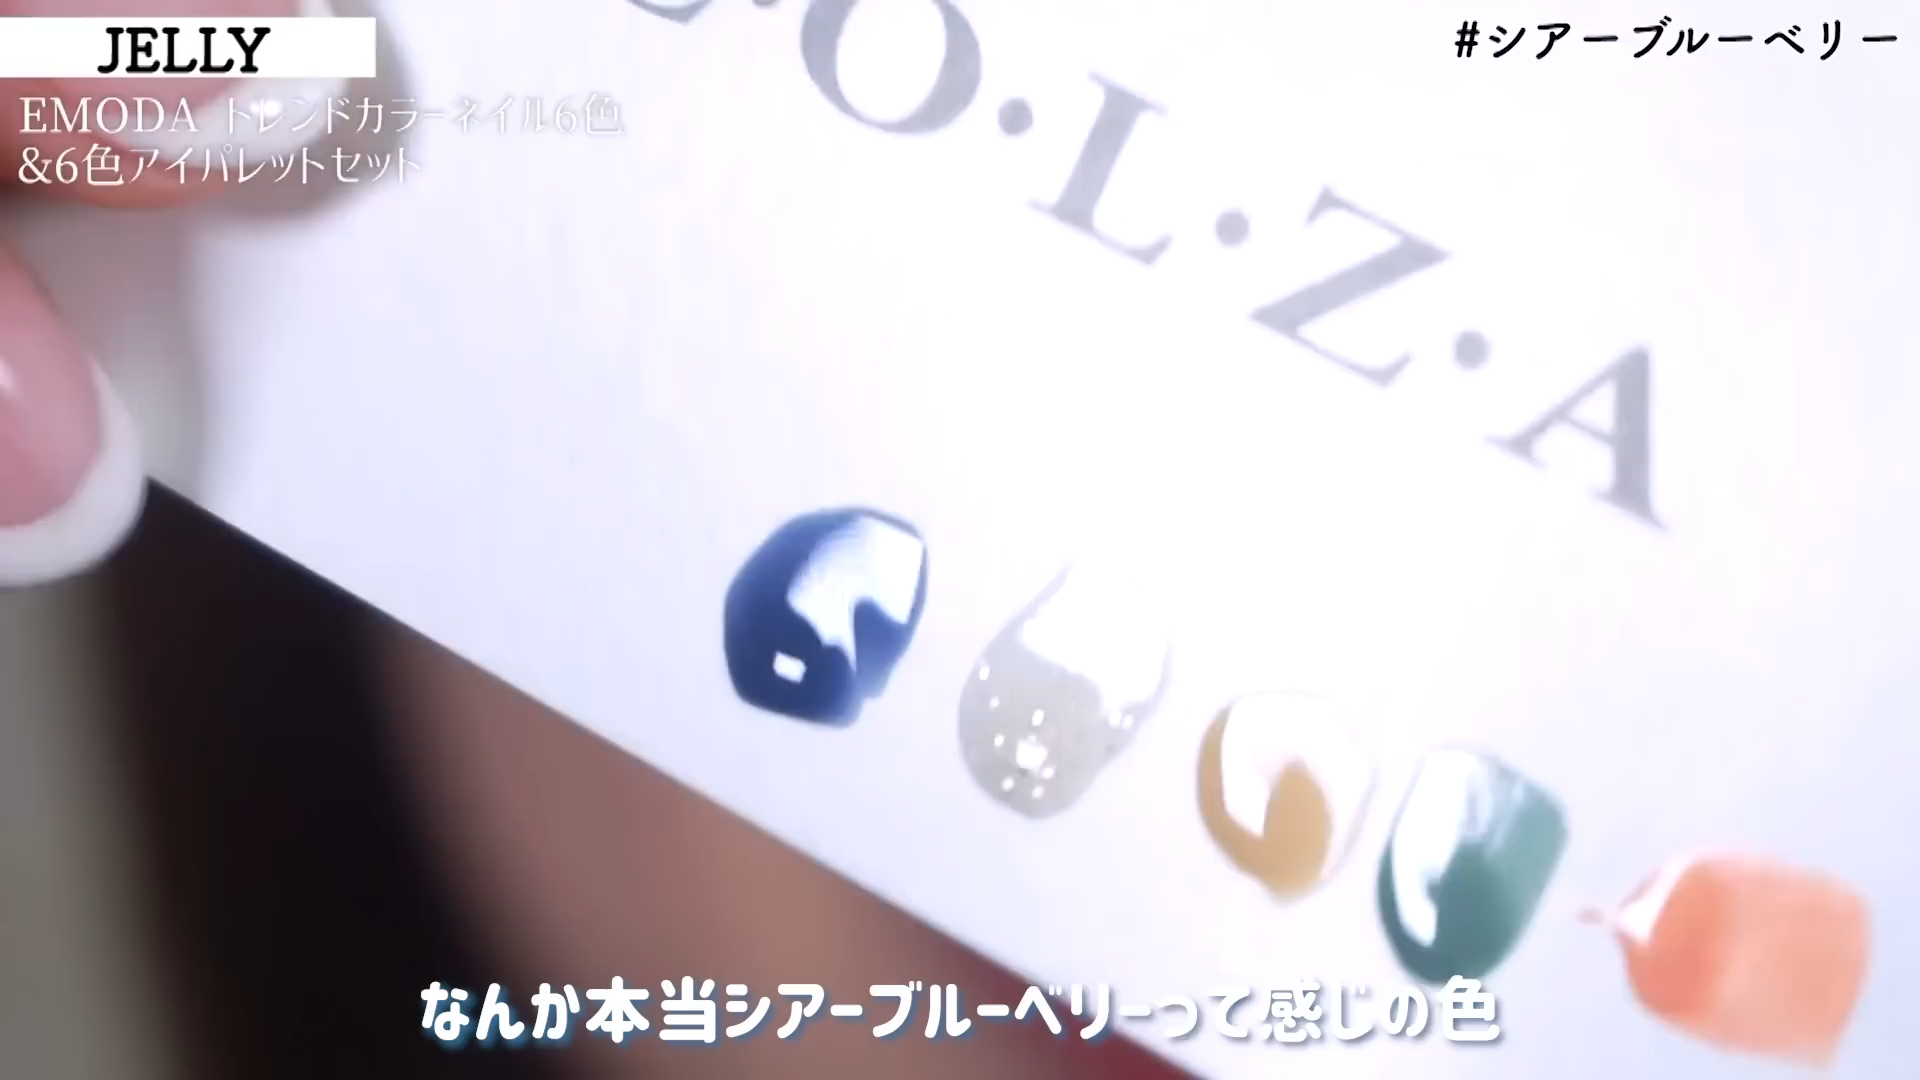 JELLY
#シアーブルーベリー
EMODA トレンドカラーネイル6色
&6色アイパレットセット
O・L・Z・A
なんか本当シアーブルーベリーって感じの色